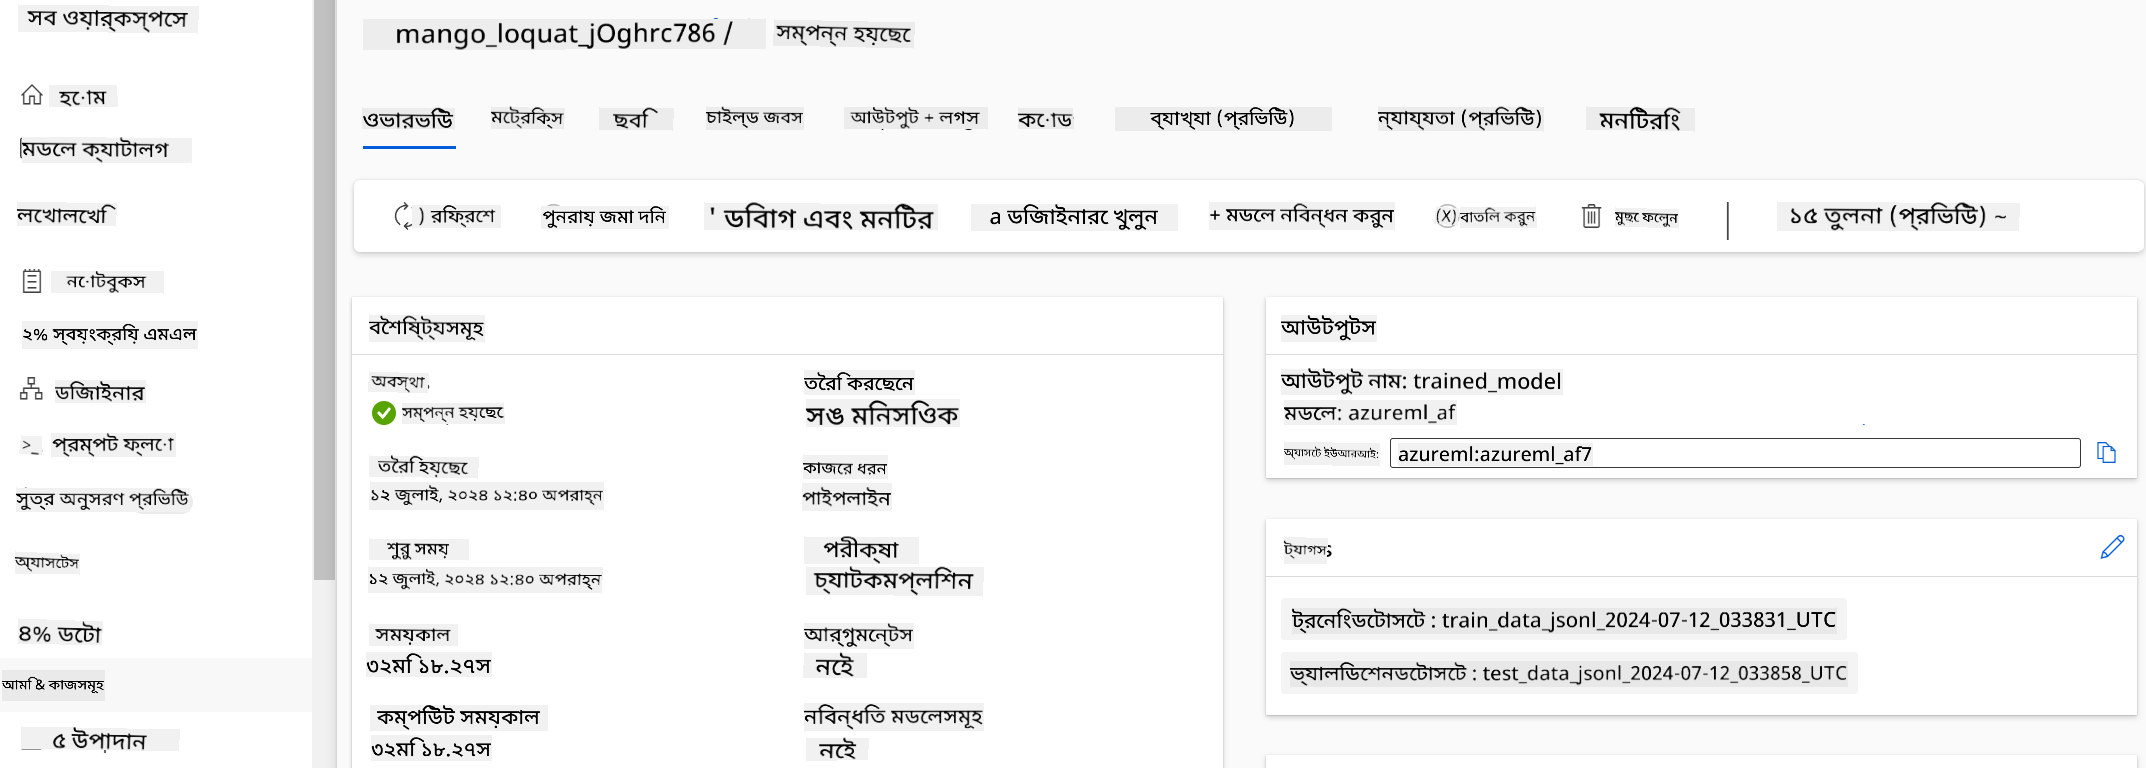 সব ওয়ার্কস্পেসে
হোম
মডেল ক্যাটালগ
লেখোলেখি
নোটবুকস
২% স্বয়ংক্রিয় এমএল
ডিজাইনার
>_ প্রম্পট ফ্লো
সূত্র অনুসরণ প্রিভিউ
অ্যাসেটস
৪% ডেটা
আমি & কাজসমূহ
৫ উপাদান
mango_loquat_jOghrc786 / সম্পন্ন হয়েছে
ওভারভিউ মেট্রিক্স ছবি চাইল্ড জবস আউটপুট + লগস কোড ব্যাখ্যা (প্রিভিউ) ন্যায্যতা (প্রিভিউ) মনিটরিং
) রিফ্রেশ পুনরায় জমা দিন ' ডিবাগ এবং মনিটর a ডিজাইনারে খুলুন + মডেল নিবন্ধন করুন (X) বাতিল করুন মুছে ফেলুন ১৫ তুলনা (প্রিভিউ) ~
বৈশিষ্ট্যসমূহ
অবস্থা
সম্পন্ন হয়েছে
তৈরি হয়েছে
১২ জুলাই, ২০২৪ ১২:৪০ অপরাহ্ন
শুরু সময়
১২ জুলাই, ২০২৪ ১২:৪০ অপরাহ্ন
সময়কাল
৩২মি ১৮.২৭স
কম্পিউট সময়কাল
৩২মি ১৮.২৭স
তৈরি করেছেন
সঙ মিনসিওক
কাজের ধরন
পাইপলাইন
পরীক্ষা
চ্যাটকমপ্লিশন
আর্গুমেন্টস
নেই
নিবন্ধিত মডেলসমূহ
নেই
আউটপুটস
আউটপুট নাম: trained_model
মডেল: azureml_af
অ্যাসেট ইউআরআই: azureml:azureml_af7
ট্যাগস
ট্রেনিংডেটাসেট : train_data_jsonl_2024-07-12_033831_UTC
ভ্যালিডেশনডেটাসেট : test_data_jsonl_2024-07-12_033858_UTC